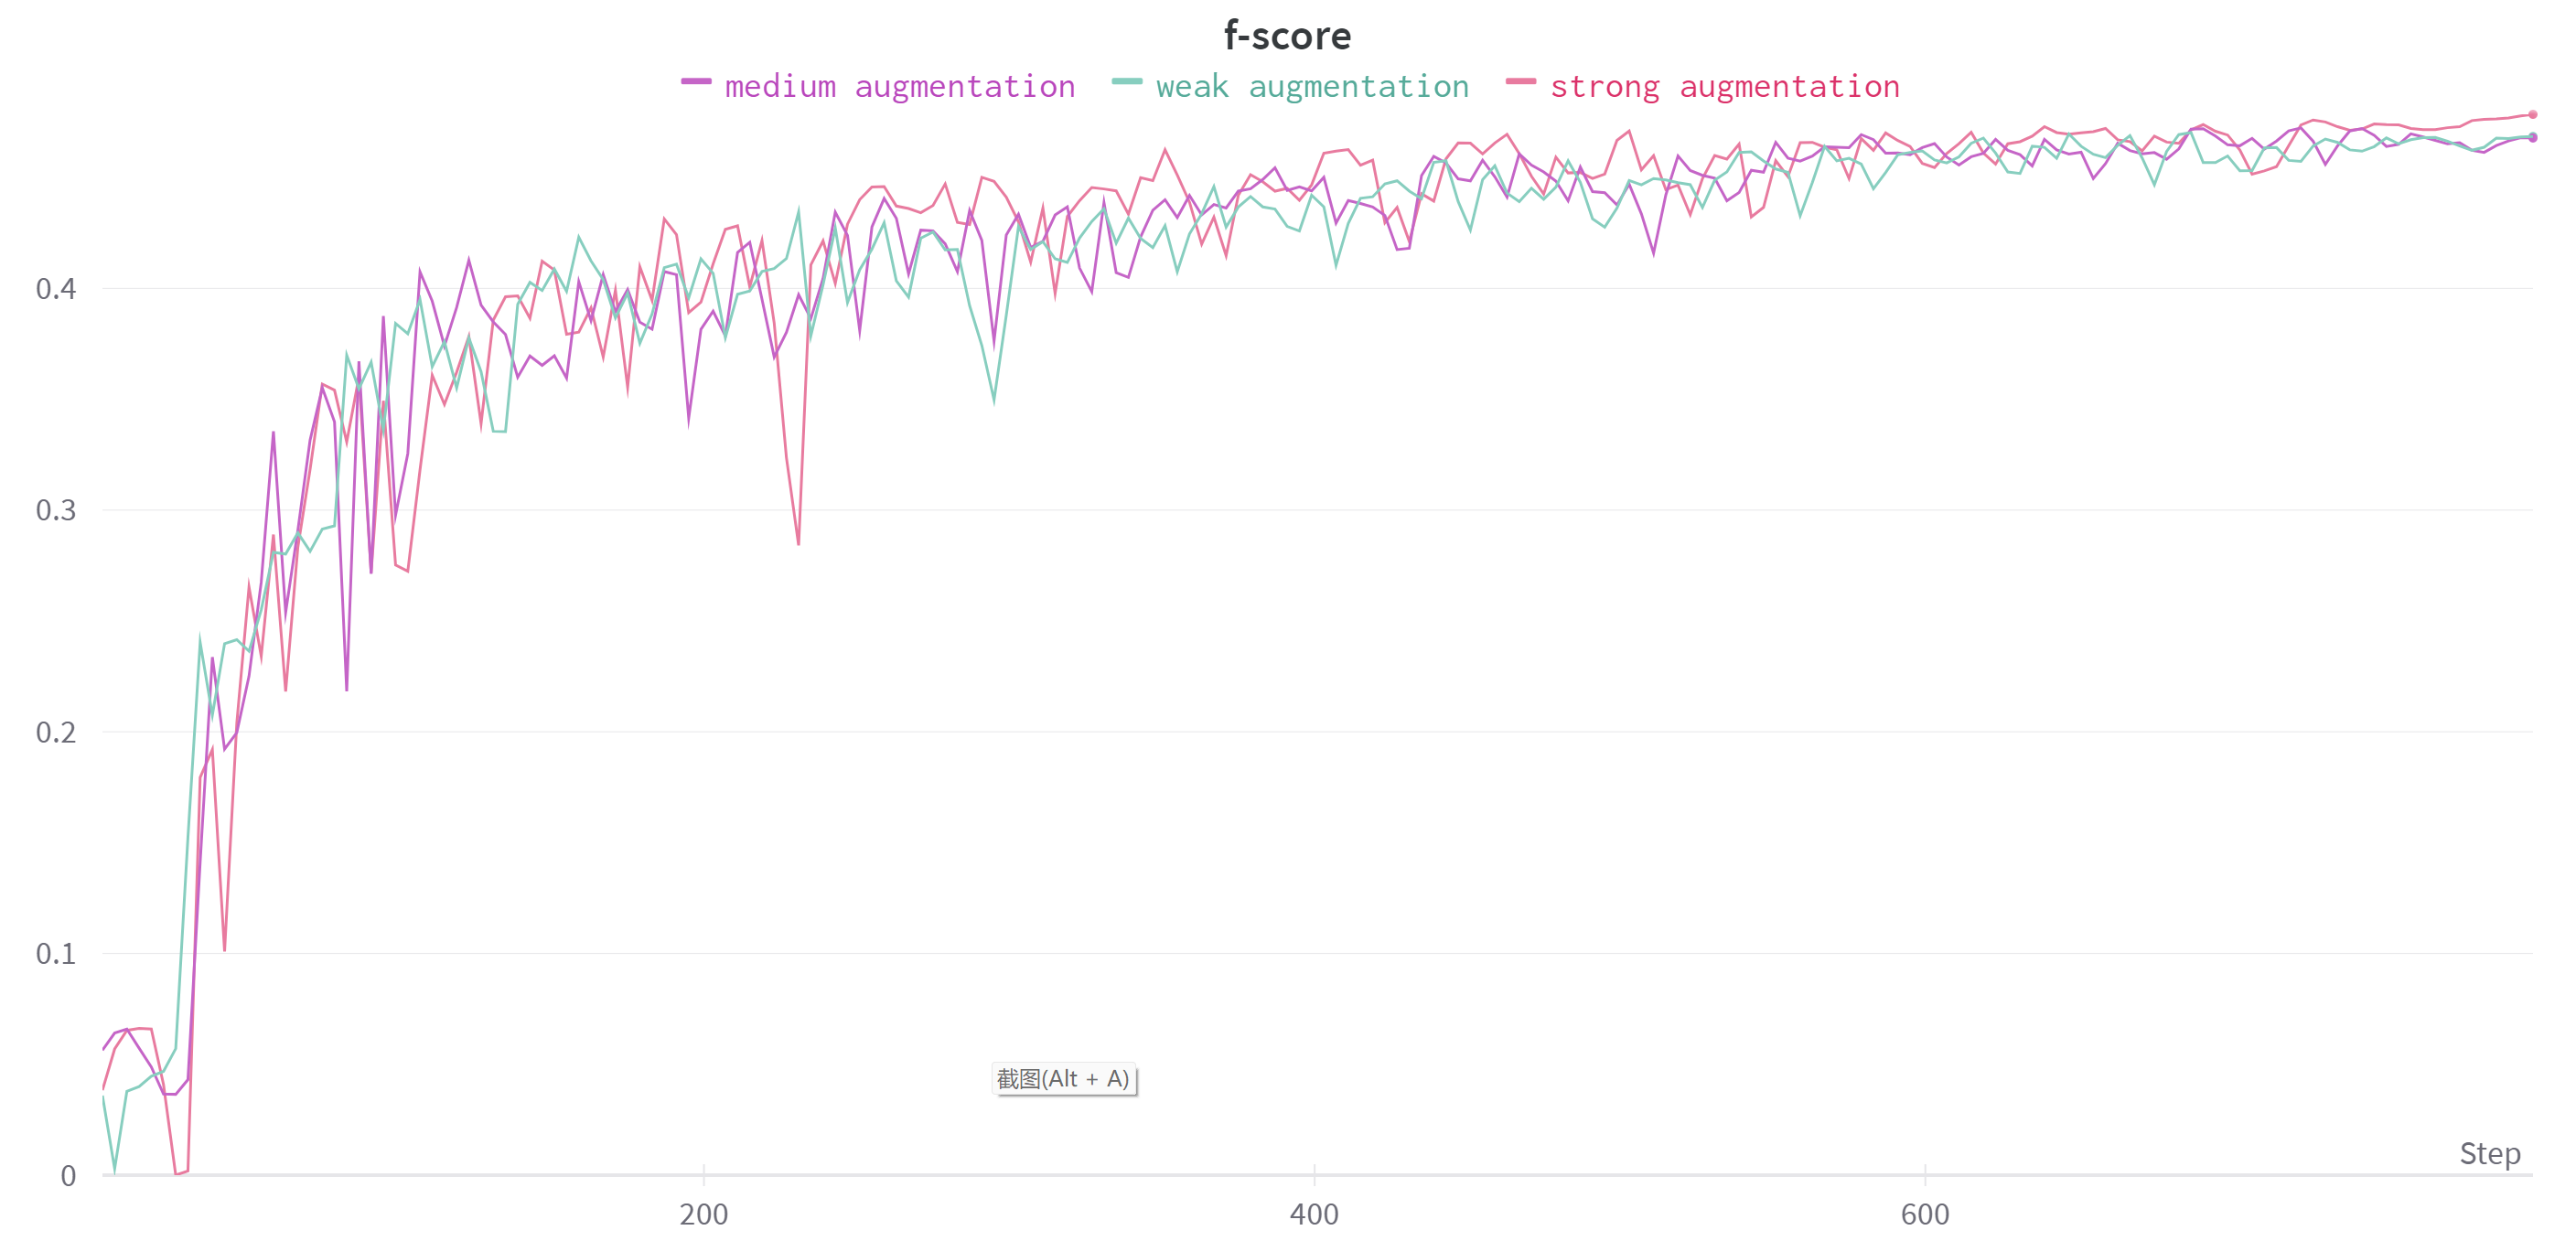 f-score
medium augmentation weak augmentation strong augmentation
0.4
0.3
0.2
0.1
截图(Alt + A)
Step
0
200 400 600